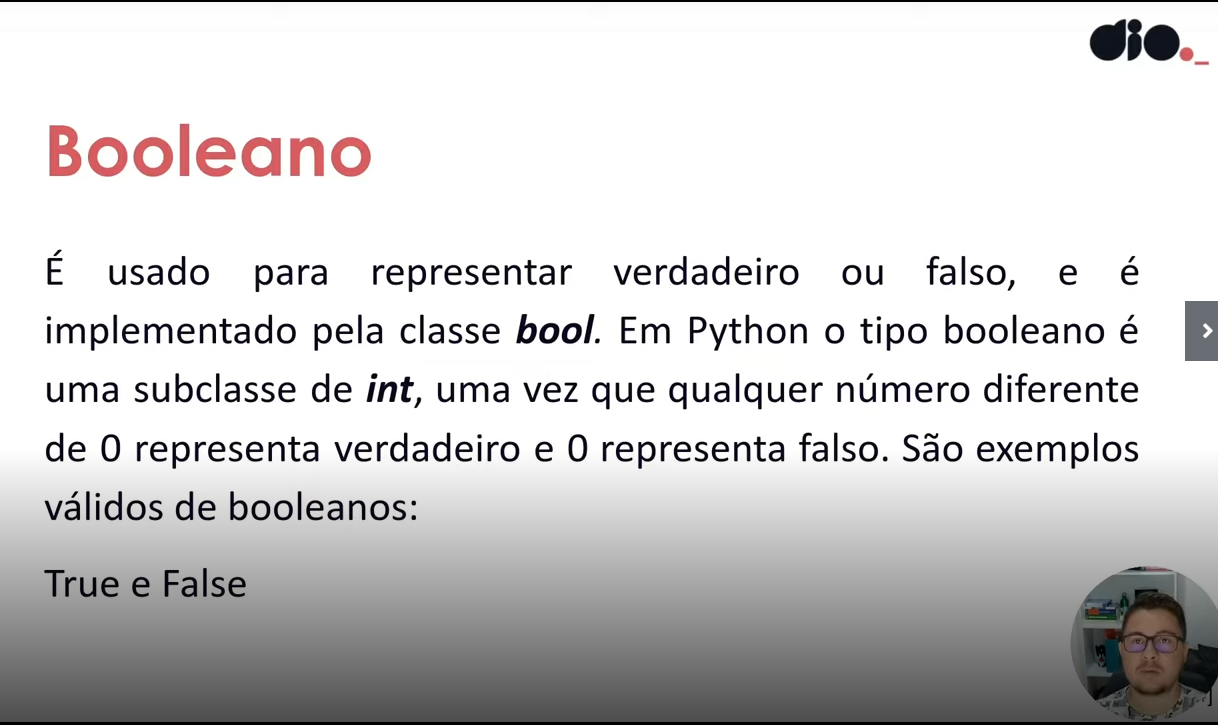 dio._
Booleano
É usado para representar verdadeiro ou falso, e é
implementado pela classe bool. Em Python o tipo booleano é
uma subclasse de int, uma vez que qualquer número diferente
de 0 representa verdadeiro e 0 representa falso. São exemplos
válidos de booleanos:
True e False